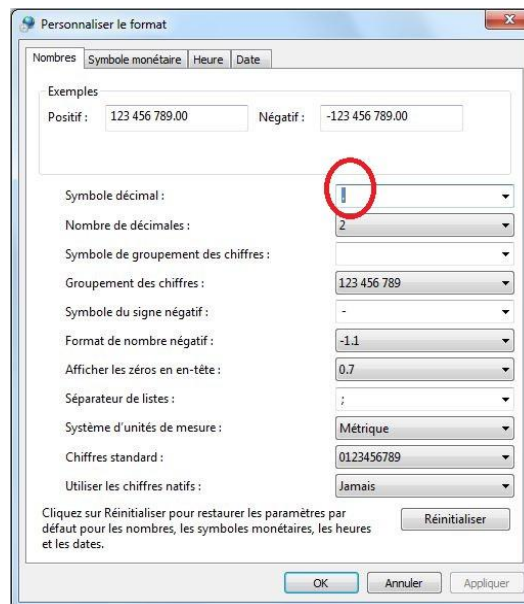 Personnaliser le format
Nombres Symbole monétaire Heure Date
Exemples
Positif : 123 456 789.00 Négatif : -123 456 789.00
Symbole décimal : .
Nombre de décimales : 2
Symbole de groupement des chiffres :
Groupement des chiffres : 123 456 789
Symbole du signe négatif : -
Format de nombre négatif : -1.1
Afficher les zéros en en-tête : 0.7
Séparateur de listes : ;
Système d'unités de mesure : Métrique
Chiffres standard : 0123456789
Utiliser les chiffres natifs : Jamais
Cliquez sur Réinitialiser pour restaurer les paramètres par
défaut pour les nombres, les symboles monétaires, les heures
et les dates.
Réinitialiser
OK Annuler Appliquer